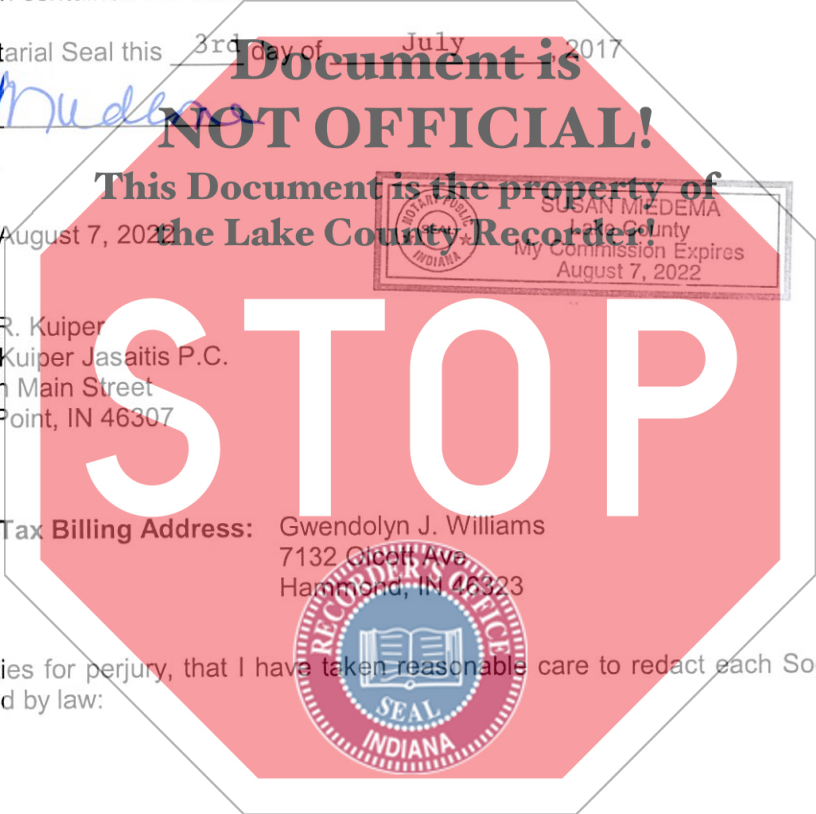 tarial Seal this 3rd day of July, 2017
Document is
NOT OFFICIAL!
This Document is the property of
the Lake County Recorder!
NOTARY PUBLIC
SEAL
INDIANA
SUSAN MIEDEMA
Lake County
My Commission Expires
August 7, 2022
August 7, 2022
R. Kuiper
Kuiper Jasaitis P.C.
Main Street
Point, IN 46307
STOP
Tax Billing Address: Gwendolyn J. Williams
7132 Olcott Ave
Hammond, IN 46323
RECORDER'S OFFICE
SEAL
INDIANA
ies for perjury, that I have taken reasonable care to redact each So
d by law: